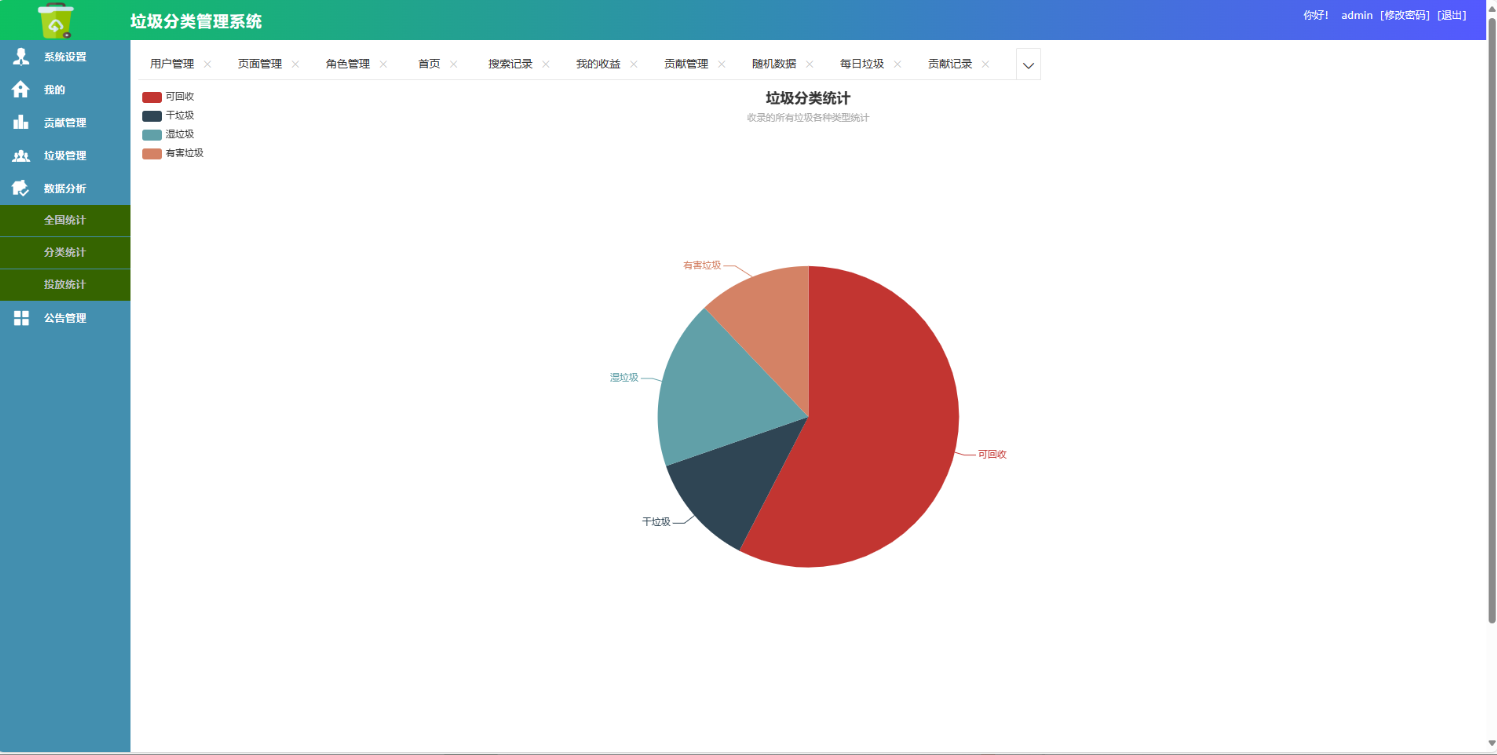 垃圾分类管理系统
你好! admin [修改密码] [退出]
系统设置
我的
贡献管理
垃圾管理
数据分析
全国统计
分类统计
投放统计
公告管理
用户管理 页面管理 角色管理 首页 搜索记录 我的收益 贡献管理 随机数据 每日垃圾 贡献记录
可回收
干垃圾
湿垃圾
有害垃圾
垃圾分类统计
收录的所有垃圾各种类型统计
有害垃圾
湿垃圾
可回收
干垃圾